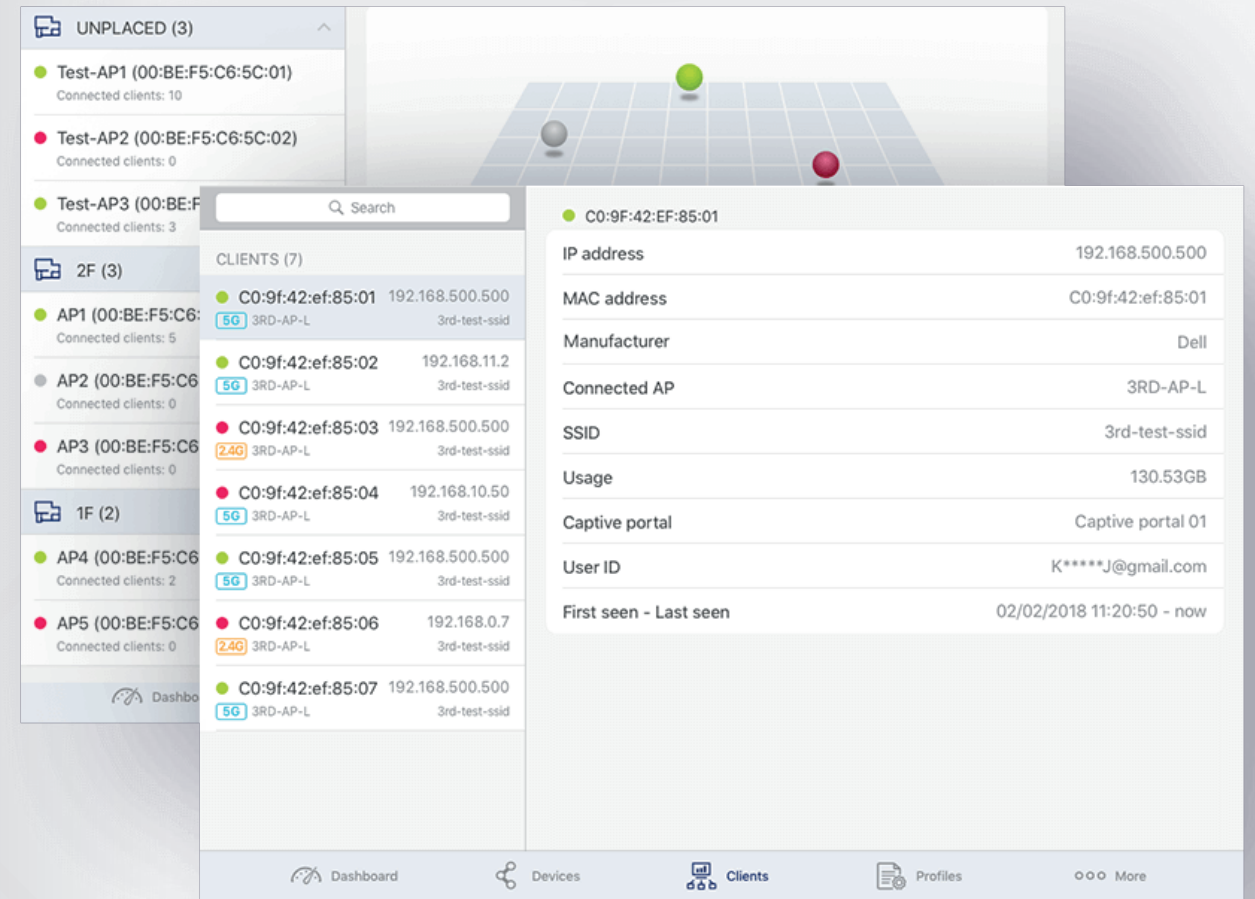 UNPLACED (3)
Test-AP1 (00:BE:F5:C6:5C:01)
Connected clients: 10
Test-AP2 (00:BE:F5:C6:5C:02)
Connected clients: 0
Test-AP3 (00:BE:F
Connected clients: 3
2F (3)
AP1 (00:BE:F5:C6:
Connected clients: 5
AP2 (00:BE:F5:C6
Connected clients: 0
AP3 (00:BE:F5:C6
Connected clients: 0
1F (2)
AP4 (00:BE:F5:C6
Connected clients: 2
AP5 (00:BE:F5:C6
Connected clients: 0
Dashbo
Search
CLIENTS (7)
C0:9f:42:ef:85:01 192.168.500.500
5G 3RD-AP-L 3rd-test-ssid
C0:9f:42:ef:85:02 192.168.11.2
5G 3RD-AP-L 3rd-test-ssid
C0:9f:42:ef:85:03 192.168.500.500
2.4G 3RD-AP-L 3rd-test-ssid
C0:9f:42:ef:85:04 192.168.10.50
5G 3RD-AP-L 3rd-test-ssid
C0:9f:42:ef:85:05 192.168.500.500
5G 3RD-AP-L 3rd-test-ssid
C0:9f:42:ef:85:06 192.168.0.7
2.4G 3RD-AP-L 3rd-test-ssid
C0:9f:42:ef:85:07 192.168.500.500
5G 3RD-AP-L 3rd-test-ssid
C0:9F:42:EF:85:01
IP address 192.168.500.500
MAC address C0:9f:42:ef:85:01
Manufacturer Dell
Connected AP 3RD-AP-L
SSID 3rd-test-ssid
Usage 130.53GB
Captive portal Captive portal 01
User ID K*****J@gmail.com
First seen - Last seen 02/02/2018 11:20:50 - now
Dashboard Devices Clients Profiles More